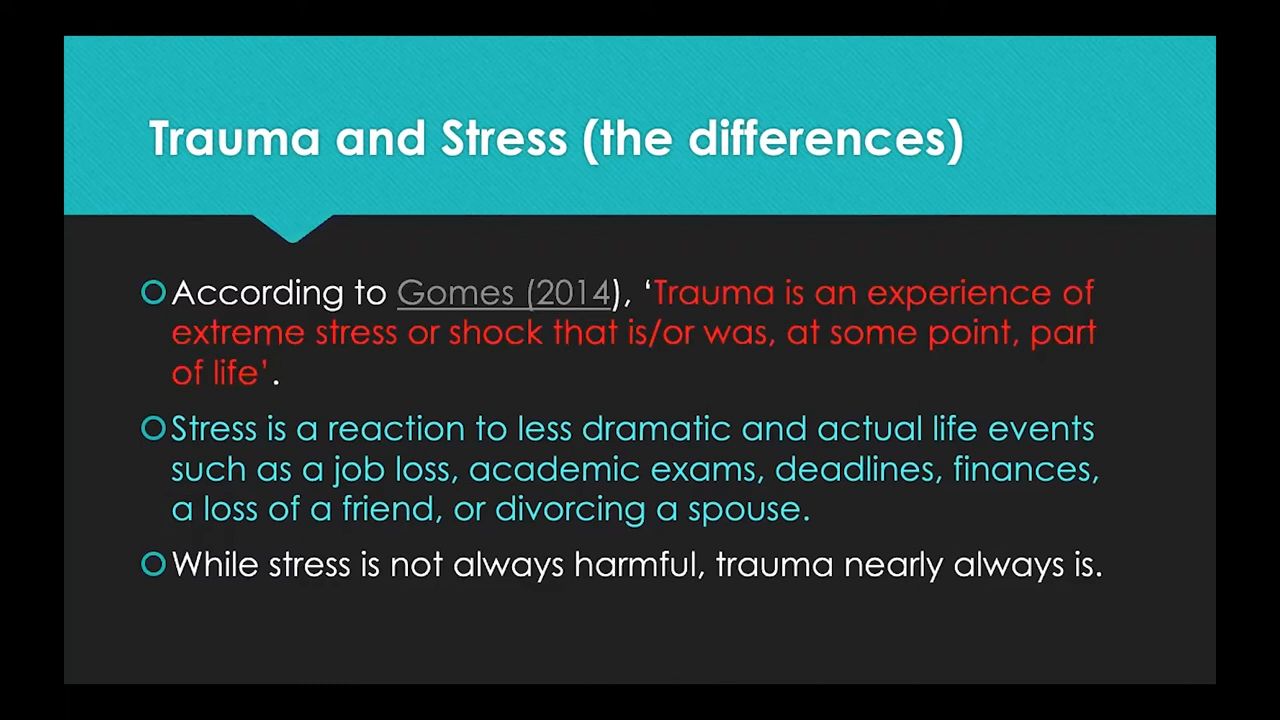 Trauma and Stress (the differences)
According to Gomes (2014), ‘Trauma is an experience of
extreme stress or shock that is/or was, at some point, part
of life’.
Stress is a reaction to less dramatic and actual life events
such as a job loss, academic exams, deadlines, finances,
a loss of a friend, or divorcing a spouse.
While stress is not always harmful, trauma nearly always is.